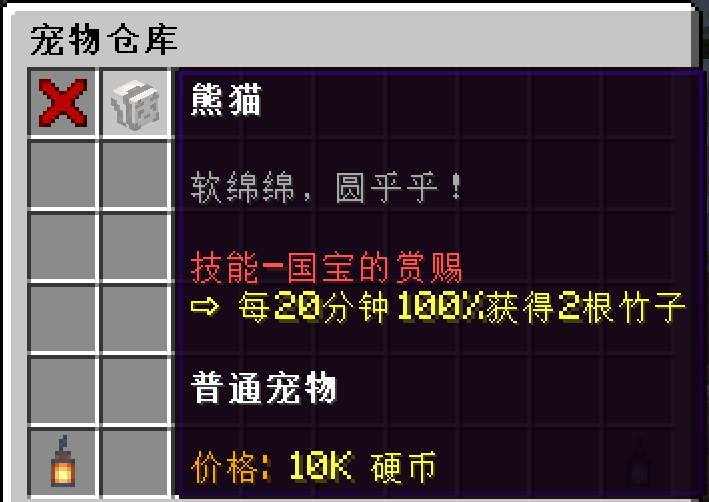 宠物仓库
熊猫
软绵绵，圆乎乎！
技能-国宝的赏赐
⇨ 每20分钟100%获得2根竹子
普通宠物
价格: 10K 硬币